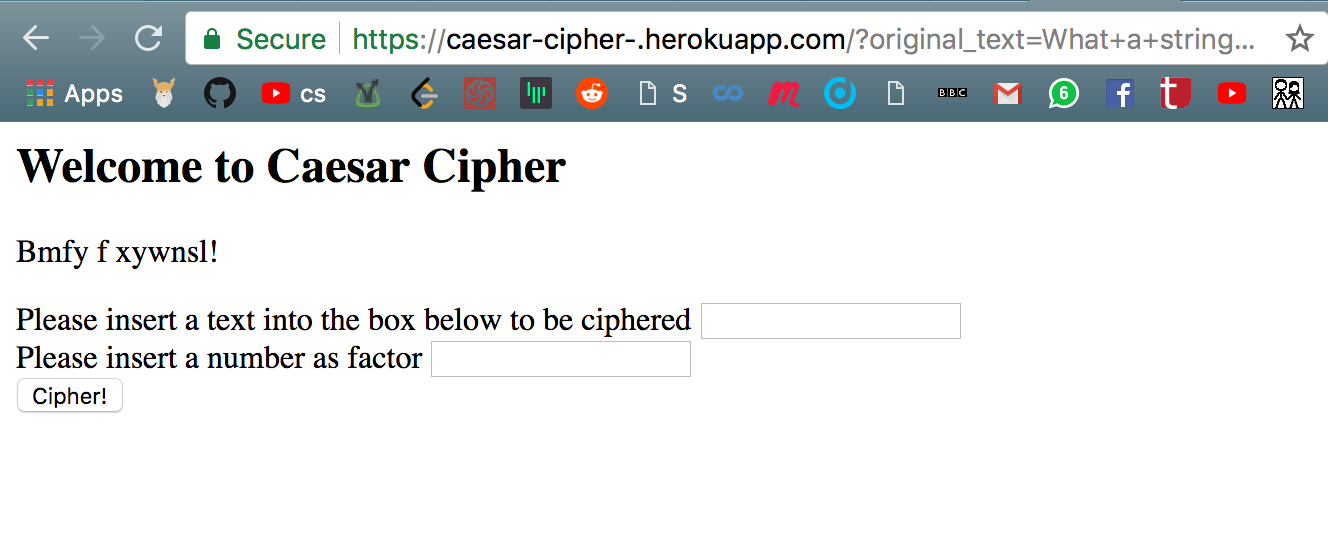 Secure https://caesar-cipher-.herokuapp.com/?original_text=What+a+string...
Apps cs S BBC 6
Welcome to Caesar Cipher
Bmfy f xywnsl!
Please insert a text into the box below to be ciphered
Please insert a number as factor
Cipher!